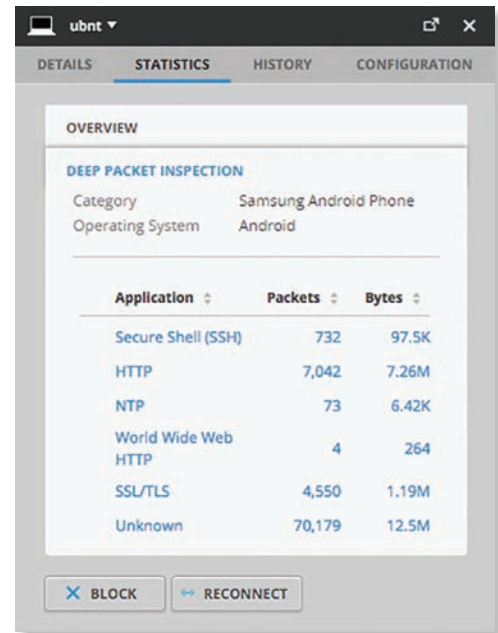 ubnt
DETAILS STATISTICS HISTORY CONFIGURATION
OVERVIEW
DEEP PACKET INSPECTION
Category Samsung Android Phone
Operating System Android
Application Packets Bytes
Secure Shell (SSH) 732 97.5K
HTTP 7,042 7.26M
NTP 73 6.42K
World Wide Web
HTTP 4 264
SSL/TLS 4,550 1.19M
Unknown 70,179 12.5M
BLOCK RECONNECT